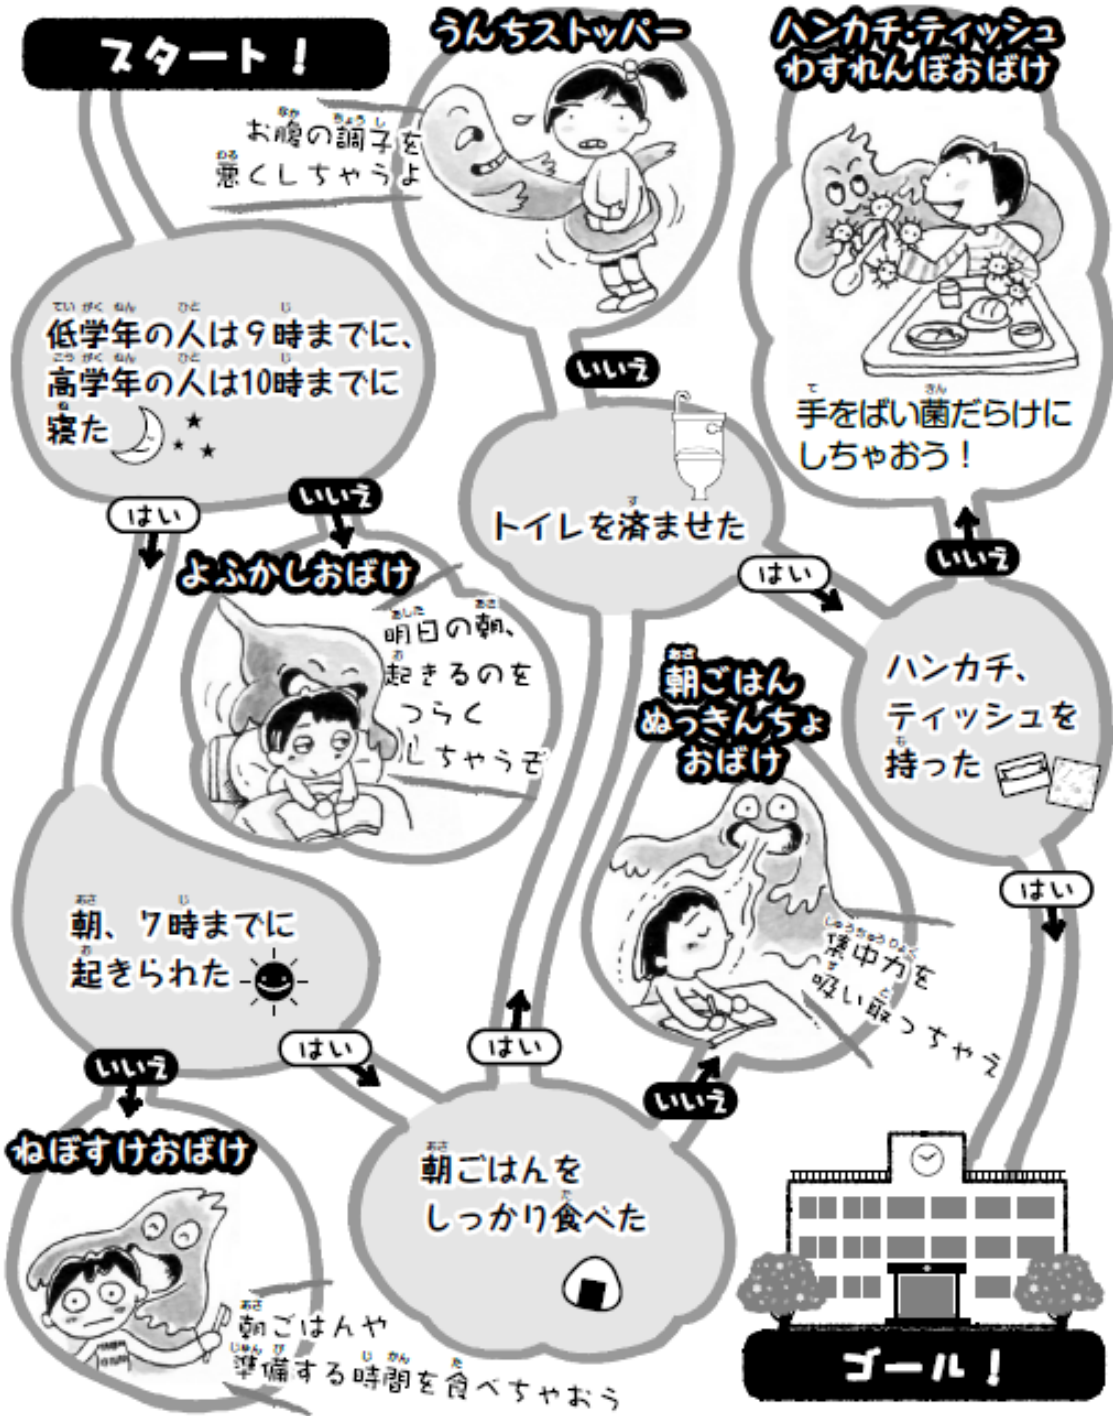 スタート！
うんちストッパー
お腹の調子を
悪くしちゃうよ
ハンカチ・ティッシュ
わすれんぼおばけ
手をばい菌だらけに
しちゃおう！
低学年の人は9時までに、
高学年の人は10時までに
寝た
はい
いいえ
よふかしおばけ
明日の朝、
起きるのを
つらく
しちゃうぞ
いいえ
トイレを済ませた
はい
いいえ
ハンカチ、
ティッシュを
持った
はい
朝ごはん
ぬっきんちょ
おばけ
集中力を
吸い取っちゃえ
朝、7時までに
起きられた
いいえ
はい
ねぼすけおばけ
朝ごはんや
準備する時間を食べちゃおう
はい
いいえ
朝ごはんを
しっかり食べた
ゴール！